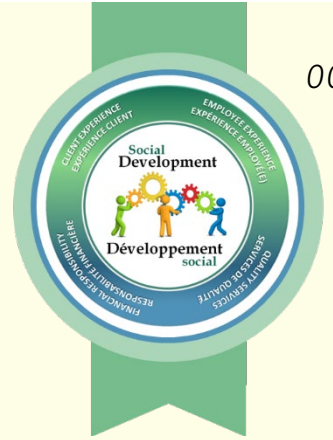 00
CLIENT EXPERIENCE
EXPÉRIENCE CLIENT
EMPLOYEE EXPERIENCE
EXPÉRIENCE EMPLOYÉ(E)
Social
Development
Développement
social
FINANCIAL RESPONSIBILITY
RESPONSABILITÉ FINANCIÈRE
QUALITY SERVICES
SERVICES DE QUALITÉ